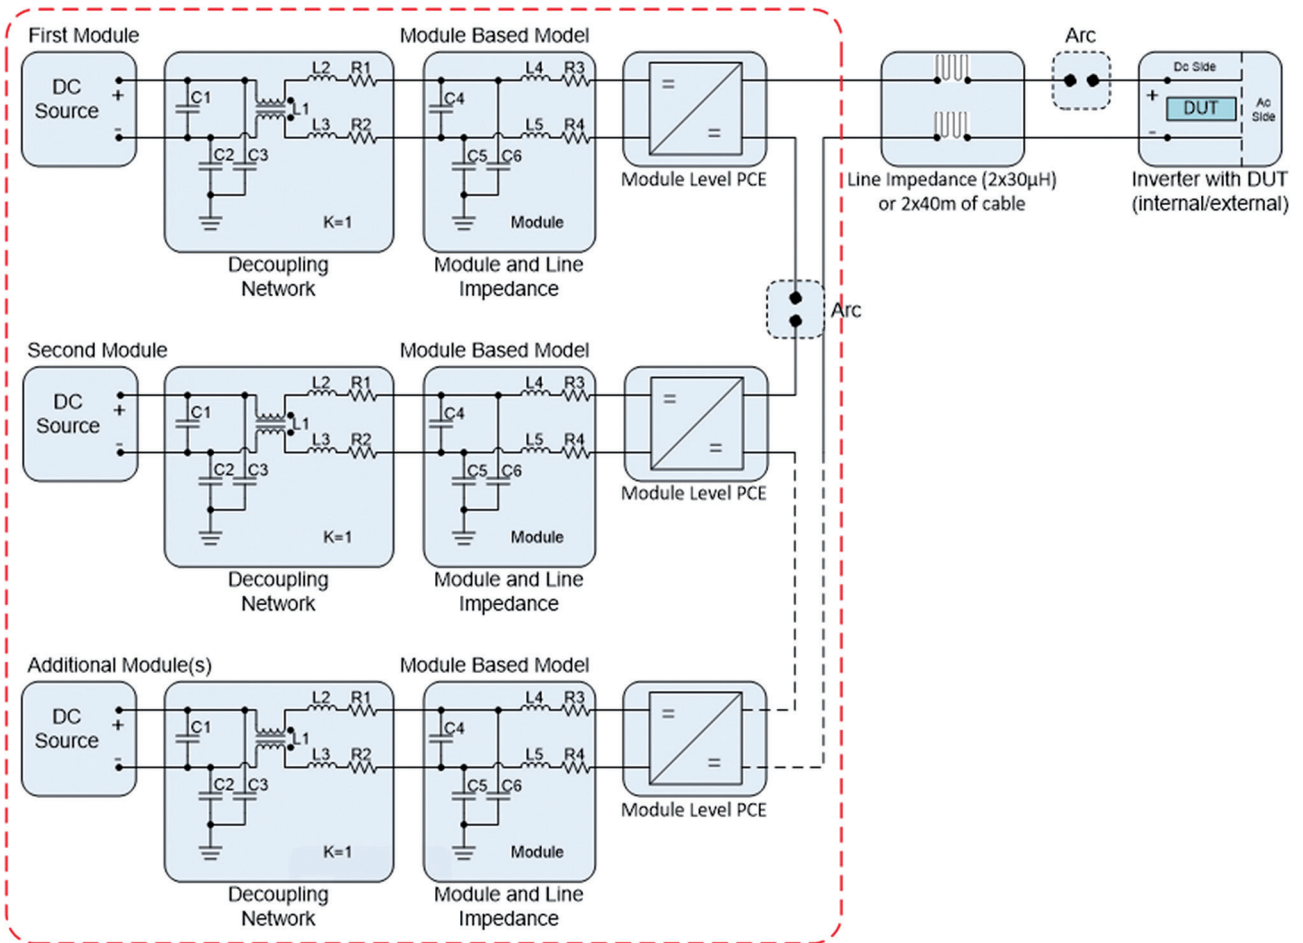 First Module
Module Based Model
Arc
DC
Source
+
-
C1
C2
C3
L1
L2
R1
L3
R2
K=1
C4
C5
C6
L4
R3
L5
R4
Module
=
=
Module Level PCE
Dc Side
+
DUT
-
Ac
Side
Line Impedance (2x30µH)
or 2x40m of cable
Inverter with DUT
(internal/external)
Decoupling
Network
Module and Line
Impedance
Arc
Second Module
Module Based Model
DC
Source
+
-
C1
C2
C3
L1
L2
R1
L3
R2
K=1
C4
C5
C6
L4
R3
L5
R4
Module
=
=
Module Level PCE
Decoupling
Network
Module and Line
Impedance
Additional Module(s)
Module Based Model
DC
Source
+
-
C1
C2
C3
L1
L2
R1
L3
R2
K=1
C4
C5
C6
L4
R3
L5
R4
Module
=
=
Module Level PCE
Decoupling
Network
Module and Line
Impedance